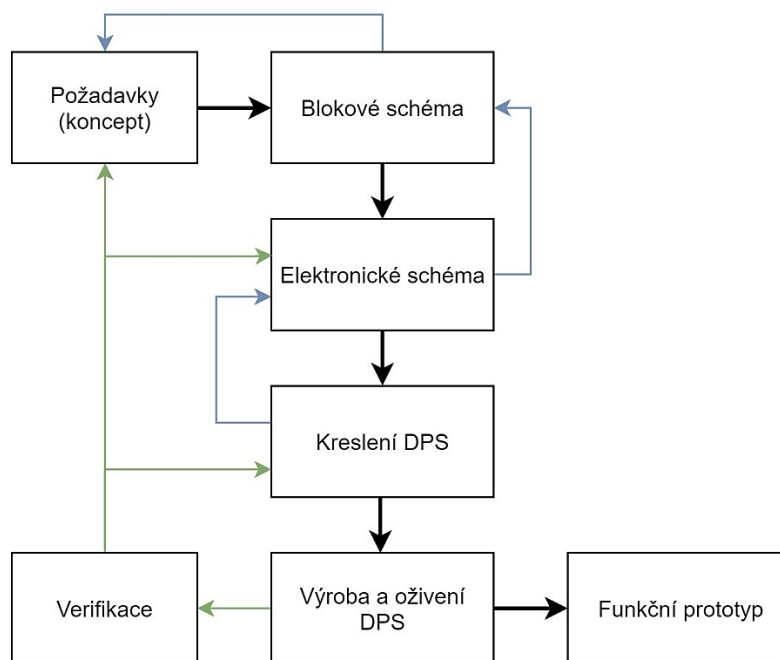 Požadavky
(koncept)
Blokové schéma
Elektronické schéma
Kreslení DPS
Verifikace
Výroba a oživení
DPS
Funkční prototyp